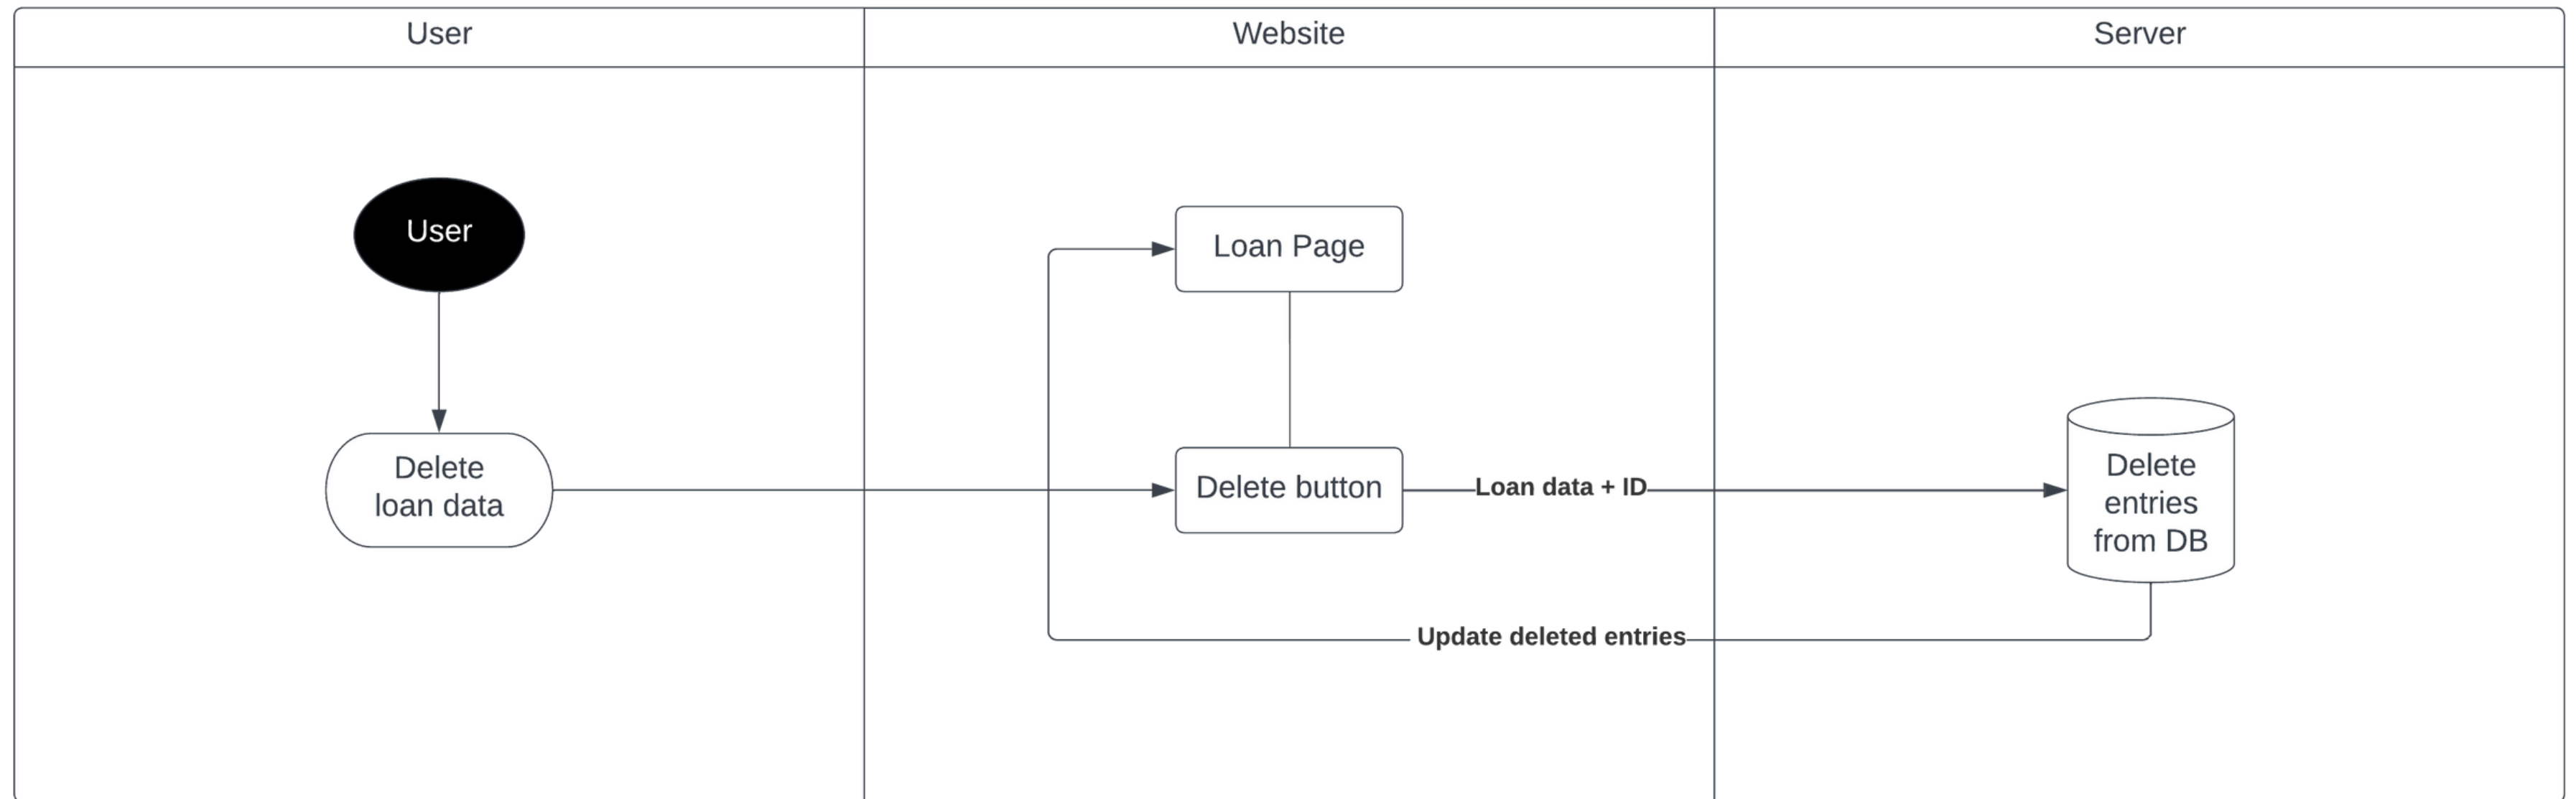 User
Website
Server
User
Loan Page
Delete
loan data
Delete button
Loan data + ID
Delete
entries
from DB
Update deleted entries